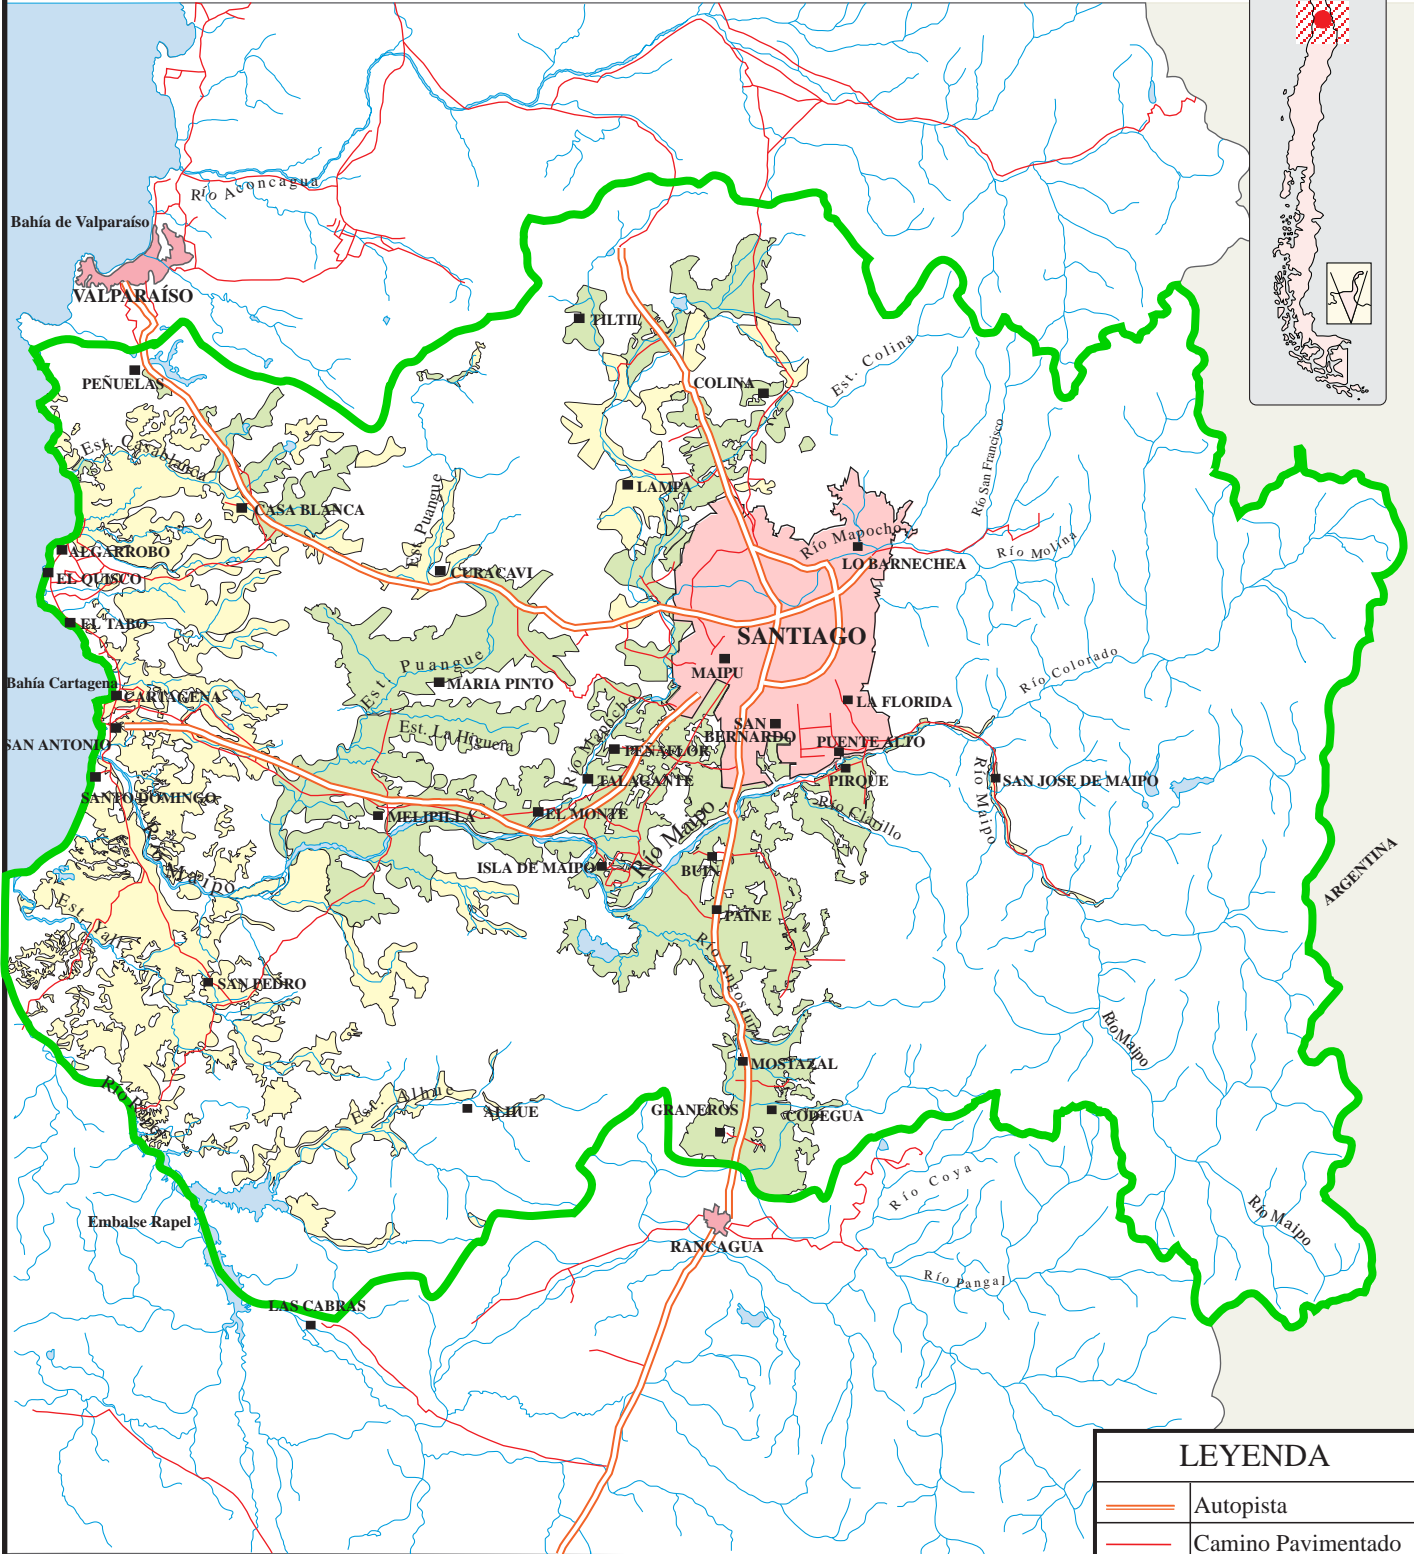 Río Aconcagua
Bahía de Valparaíso
VALPARAÍSO
TILTIL
PEÑUELAS
COLINA
Est. Colina
Est. Casablanca
Río San Francisco
LAMPA
CASA BLANCA
Est. Puangue
ALGARROBO
Río Mapocho
Río Molina
EL QUISCO
CURACAVI
LO BARNECHEA
EL TABO
SANTIAGO
Est. Puangue
MAIPU
Río Colorado
Bahía Cartagena
CARTAGENA
MARIA PINTO
LA FLORIDA
Río Mapocho
SAN
BERNARDO
Est. La Higuera
SAN ANTONIO
PEÑAFLOR
PUENTE ALTO
TALAGANTE
PIRQUE
Río Maipo
SAN JOSE DE MAIPO
SANTO DOMINGO
MELIPILLA
EL MONTE
Río Maipo
Río Clarillo
Río Maipo
ISLA DE MAIPO
BUIN
ARGENTINA
Est. Yali
PAINE
Río Angostura
SAN PEDRO
Río Maipo
MOSTAZAL
Río Rapel
Est. Alhue
ALHUE
GRANEROS
CODEGUA
Río Coya
Embalse Rapel
Río Maipo
RANCAGUA
Río Pangal
LAS CABRAS
LEYENDA
Autopista
Camino Pavimentado